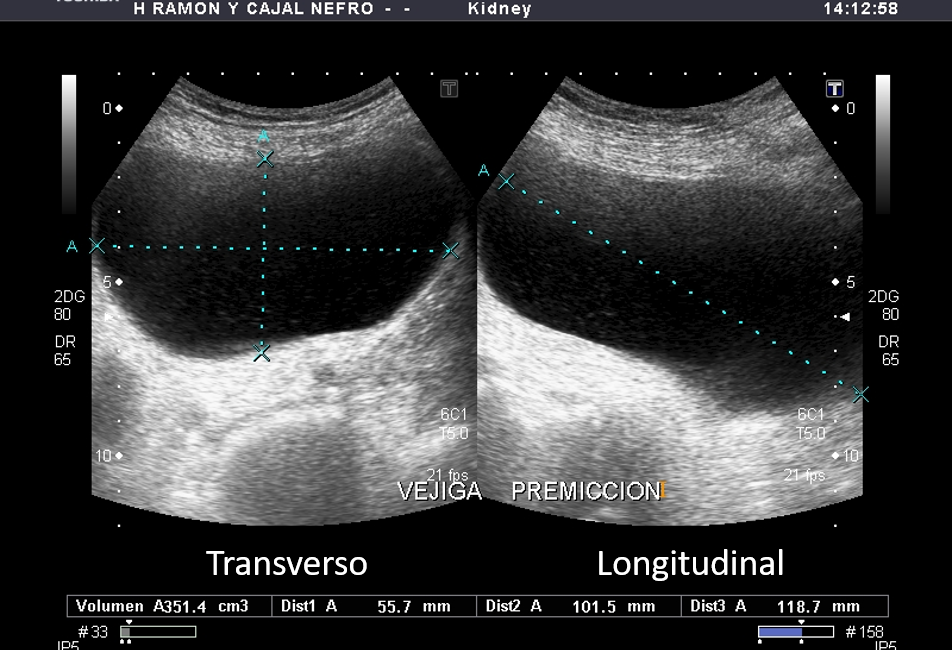 H RAMON Y CAJAL NEFRO - - Kidney 14:12:58
T T
0 0
A
A
A
5 5
2DG 2DG
80 80
DR DR
65 65
6C1 6C1
T5.0 T5.0
10 10
21 fps 21 fps
VEJIGA PREMICCION
Transverso Longitudinal
Volumen A351.4 cm3 Dist1 A 55.7 mm Dist2 A 101.5 mm Dist3 A 118.7 mm
#33 #158